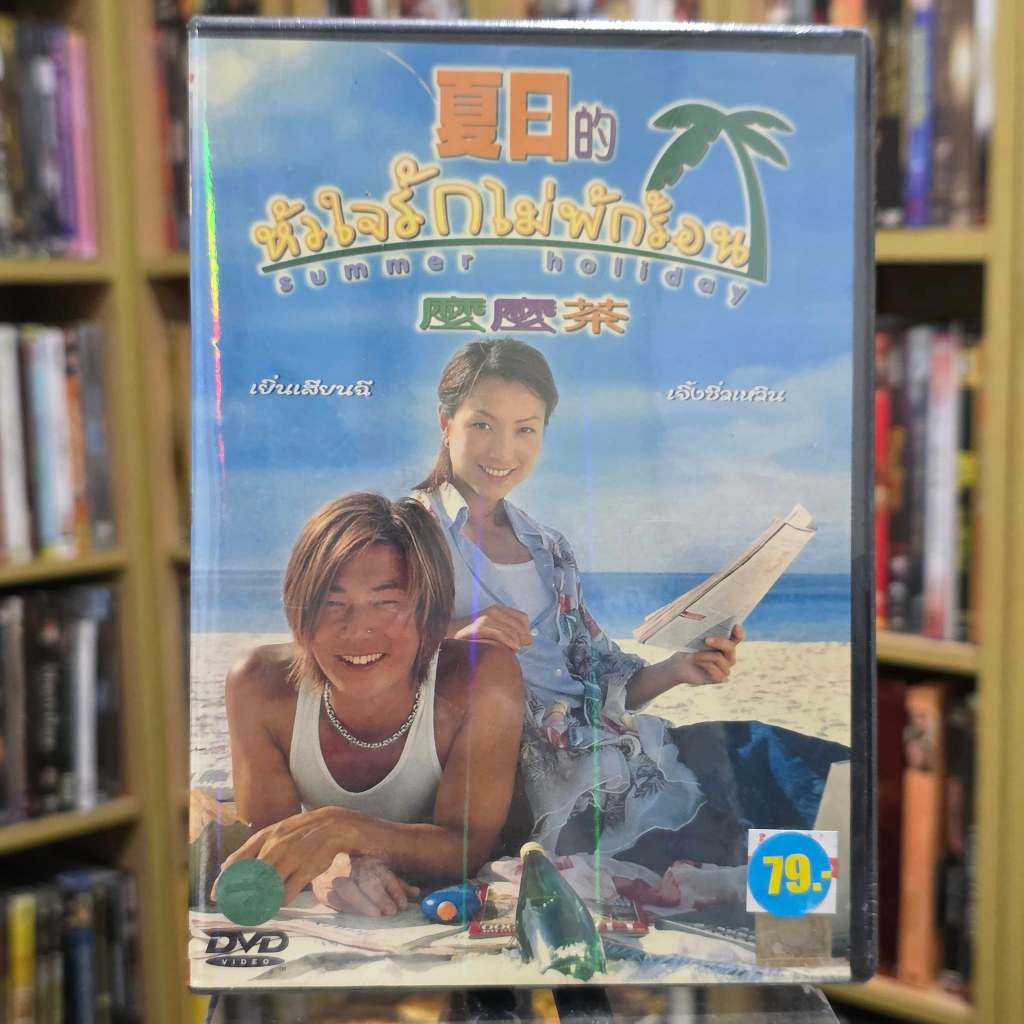 夏日的
หัวใจรักไม่พักร้อน
summer holiday
麼麼茶
เยิ่นเสียนฉี
เจิ้งซิ่วเหวิน
79.-
DVD
VIDEO
TM